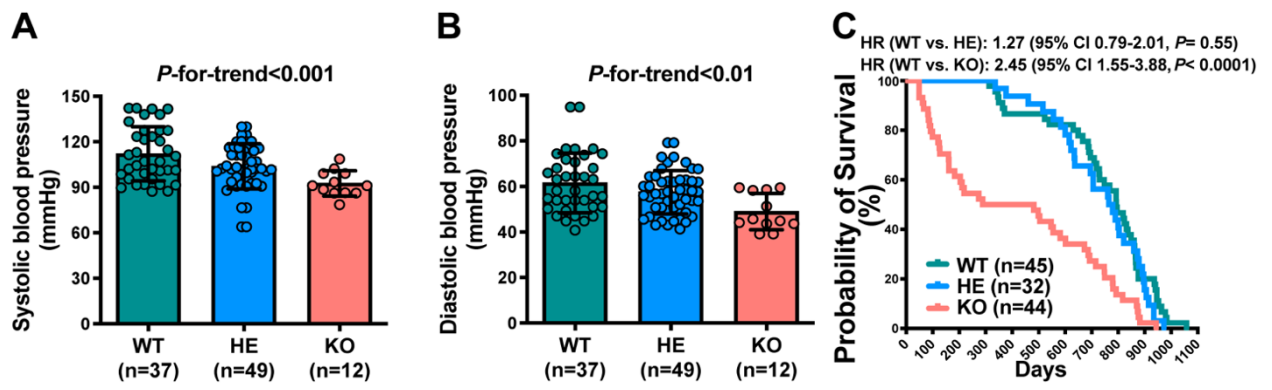 A
P-for-trend<0.001
Systolic blood pressure
(mmHg)
150
120
90
60
30
0
WT
(n=37)
HE
(n=49)
KO
(n=12)
B
P-for-trend<0.01
Diastolic blood pressure
(mmHg)
100
80
60
40
20
0
WT
(n=37)
HE
(n=49)
KO
(n=12)
C
HR (WT vs. HE): 1.27 (95% CI 0.79-2.01, P= 0.55)
HR (WT vs. KO): 2.45 (95% CI 1.55-3.88, P< 0.0001)
Probability of Survival
(%)
100
80
60
40
20
0
WT (n=45)
HE (n=32)
KO (n=44)
0 100 200 300 400 500 600 700 800 900 1000 1100
Days